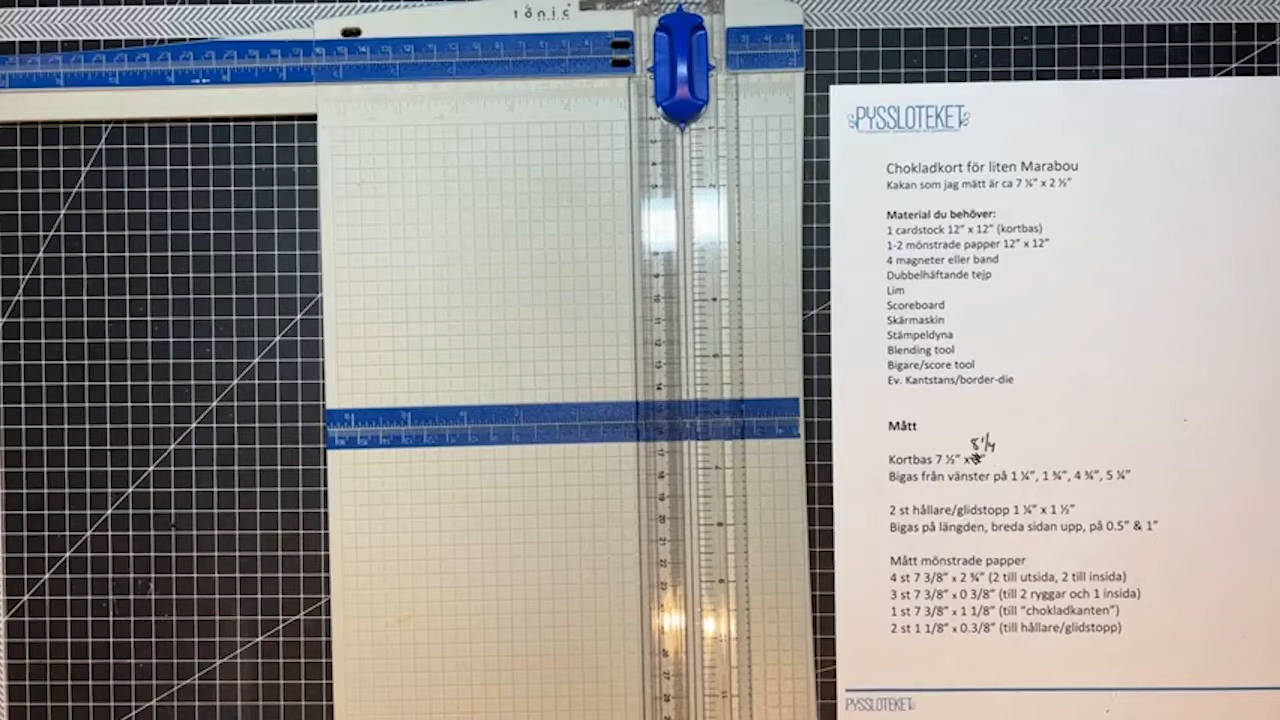 tonic
PYSSLOTEKET
Chokladkort för liten Marabou
Kakan som jag mätt är ca 7 ¼" x 2 ½"
Material du behöver:
1 cardstock 12" x 12" (kortbas)
1-2 mönstrade papper 12" x 12"
4 magneter eller band
Dubbelhäftande tejp
Lim
Scoreboard
Skärmaskin
Stämpeldyna
Blending tool
Bigare/score tool
Ev. Kantstans/border-die
Mått
8 1/4
Kortbas 7 ½" x
Bigas från vänster på 1 ¼", 1 ¾", 4 ¾", 5 ¼"
2 st hållare/glidstopp 1 ¼" x 1 ½"
Bigas på längden, breda sidan upp, på 0.5" & 1"
Mått mönstrade papper
4 st 7 3/8" x 2 ¾" (2 till utsida, 2 till insida)
3 st 7 3/8" x 0 3/8" (till 2 ryggar och 1 insida)
1 st 7 3/8" x 1 1/8" (till "chokladkanten")
2 st 1 1/8" x 0.3/8" (till hållare/glidstopp)
PYSSLOTEKET